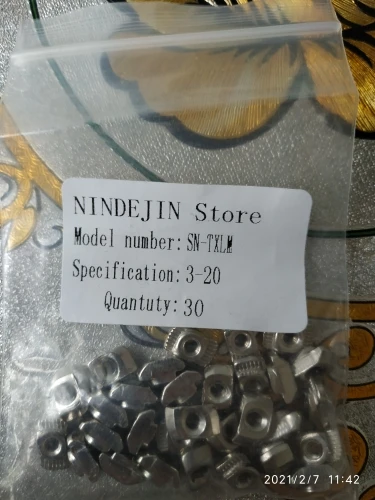 NINDEJIN Store
Model number: SN-TXLM
Specification: 3-20
Quantuty: 30
2021/2/7 11:42